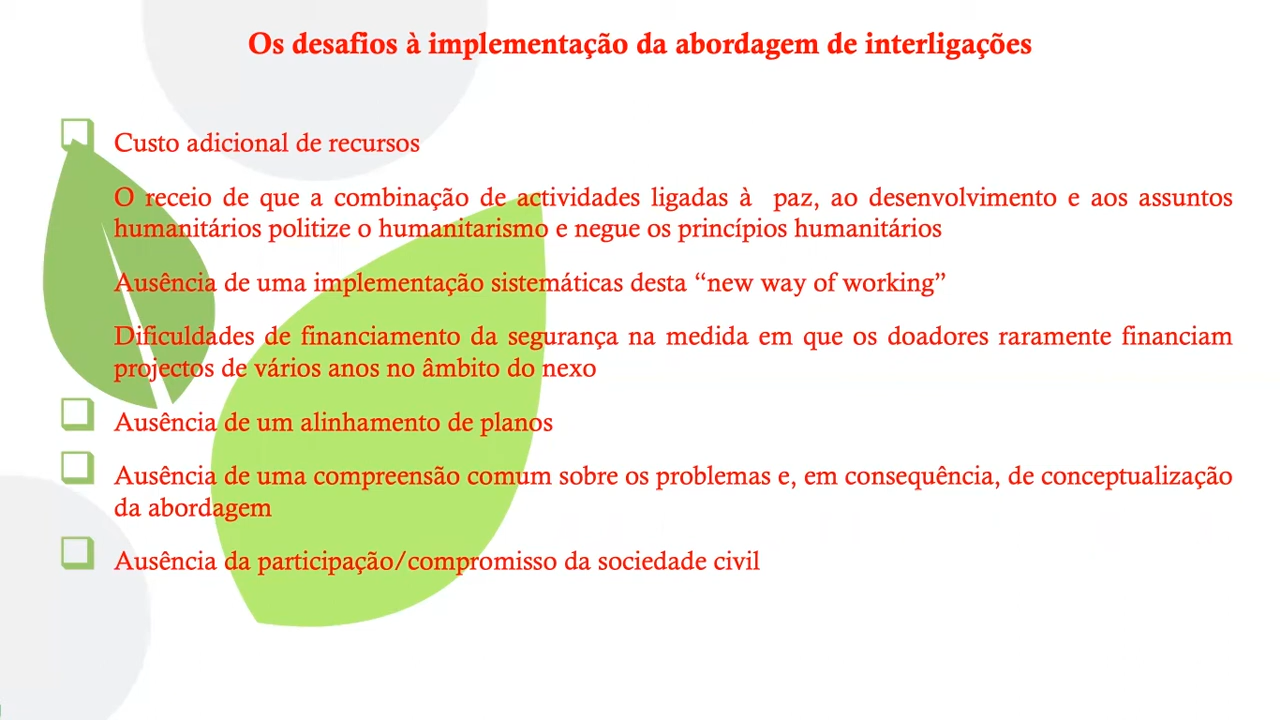 Os desafios à implementação da abordagem de interligações
Custo adicional de recursos
O receio de que a combinação de actividades ligadas à paz, ao desenvolvimento e aos assuntos
humanitários politize o humanitarismo e negue os princípios humanitários
Ausência de uma implementação sistemáticas desta “new way of working”
Dificuldades de financiamento da segurança na medida em que os doadores raramente financiam
projectos de vários anos no âmbito do nexo
Ausência de um alinhamento de planos
Ausência de uma compreensão comum sobre os problemas e, em consequência, de conceptualização
da abordagem
Ausência da participação/compromisso da sociedade civil